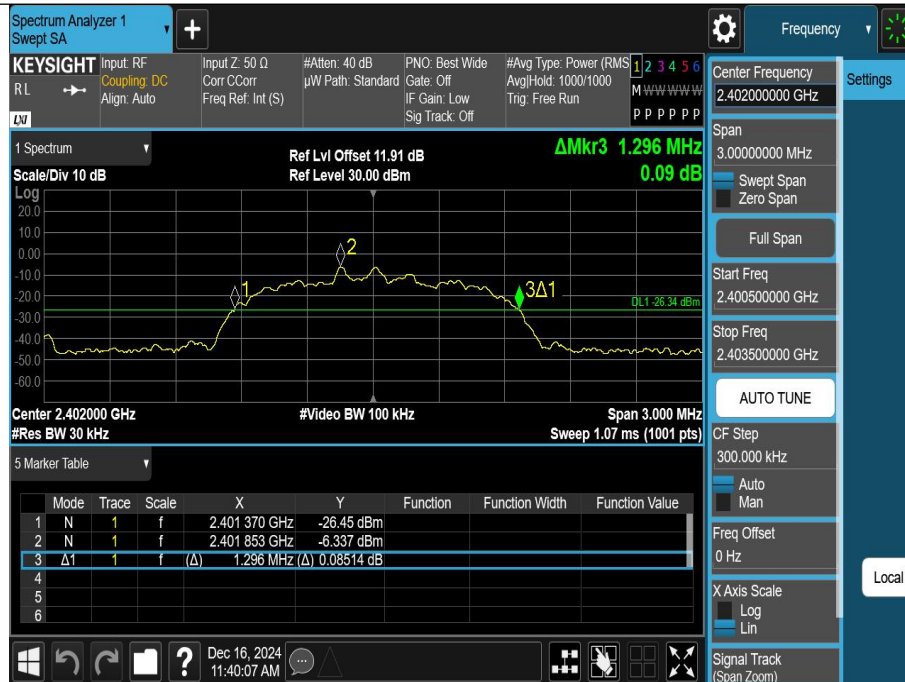 Spectrum Analyzer 1
Swept SA
+
Frequency
KEYSIGHT
RL
LXI
Input: RF
Coupling: DC
Align: Auto
Input Z: 50 Ω
Corr CCorr
Freq Ref: Int (S)
#Atten: 40 dB
µW Path: Standard
PNO: Best Wide
Gate: Off
IF Gain: Low
Sig Track: Off
#Avg Type: Power (RMS
Avg|Hold: 1000/1000
Trig: Free Run
1 2 3 4 5 6
M W W W W W
P P P P P P
1 Spectrum
Scale/Div 10 dB
Ref Lvl Offset 11.91 dB
Ref Level 30.00 dBm
ΔMkr3 1.296 MHz
0.09 dB
Log
20.0
10.0
0.00
-10.0
-20.0
-30.0
-40.0
-50.0
-60.0
1
2
3Δ1
DL1 -26.34 dBm
Center 2.402000 GHz
#Video BW 100 kHz
Span 3.000 MHz
#Res BW 30 kHz
Sweep 1.07 ms (1001 pts)
5 Marker Table
Mode Trace Scale X Y Function Function Width Function Value
1 N 1 f 2.401 370 GHz -26.45 dBm
2 N 1 f 2.401 853 GHz -6.337 dBm
3 Δ1 1 f (Δ) 1.296 MHz (Δ) 0.08514 dB
4
5
6
Dec 16, 2024
11:40:07 AM
?
Center Frequency
2.402000000 GHz
Span
3.00000000 MHz
Swept Span
Zero Span
Full Span
Start Freq
2.400500000 GHz
Stop Freq
2.403500000 GHz
AUTO TUNE
CF Step
300.000 kHz
Auto
Man
Freq Offset
0 Hz
X Axis Scale
Log
Lin
Signal Track
(Span Zoom)
Settings
Local